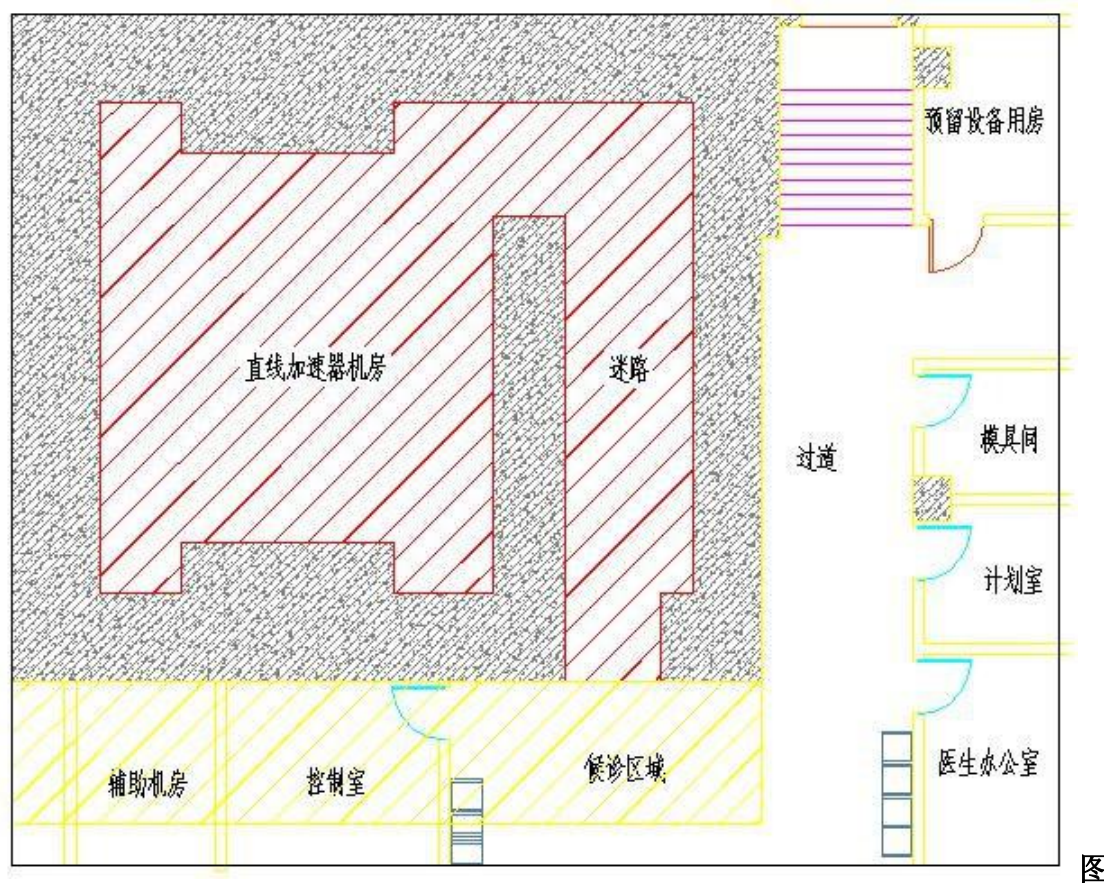 预留设备用房
直线加速器机房
迷路
过道
模具间
计划室
辅助机房
控制室
候诊区域
医生办公室
图